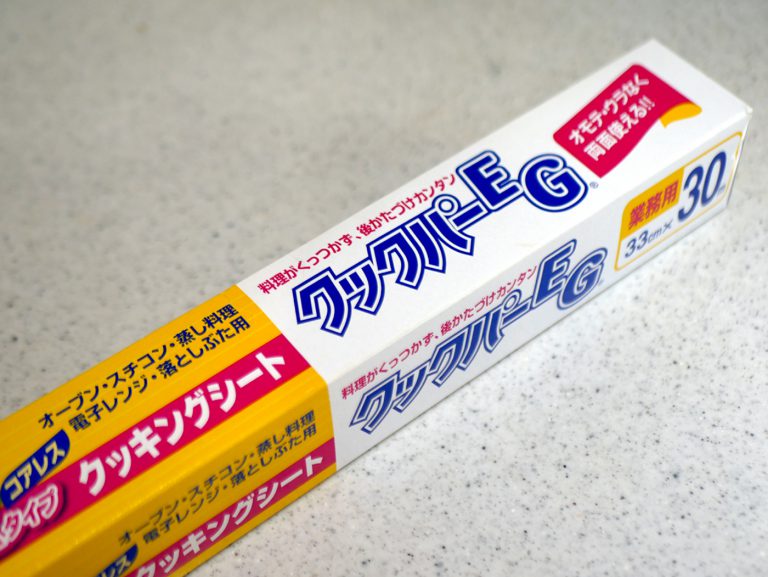 オモテ・ウラなく
両面使える!!
料理がくっつかず、後かたづけカンタン
クックパーEG®
業務用
33cm×30m
オーブン・スチコン・蒸し料理
電子レンジ・落としぶた用
コアレス
タイプ
クッキングシート
料理がくっつかず、後かたづけカンタン
クックパーEG
オーブン・スチコン・蒸し料理
電子レンジ・落としぶた用
レス
クッキングシート